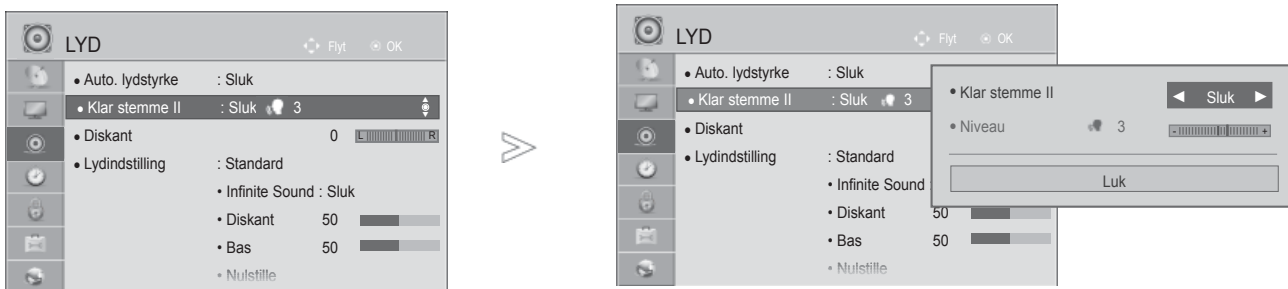 LYD Flyt OK
• Auto. lydstyrke : Sluk
• Klar stemme II : Sluk 3
• Diskant 0 L R
• Lydindstilling : Standard
• Infinite Sound : Sluk
• Diskant 50
• Bas 50
• Nulstille
LYD Flyt OK
• Auto. lydstyrke : Sluk
• Klar stemme II : Sluk 3
• Diskant
• Lydindstilling : Standard
• Infinite Sound :
• Diskant 50
• Bas 50
• Nulstille
• Klar stemme II ◄ Sluk ►
• Niveau 3 - +
Luk